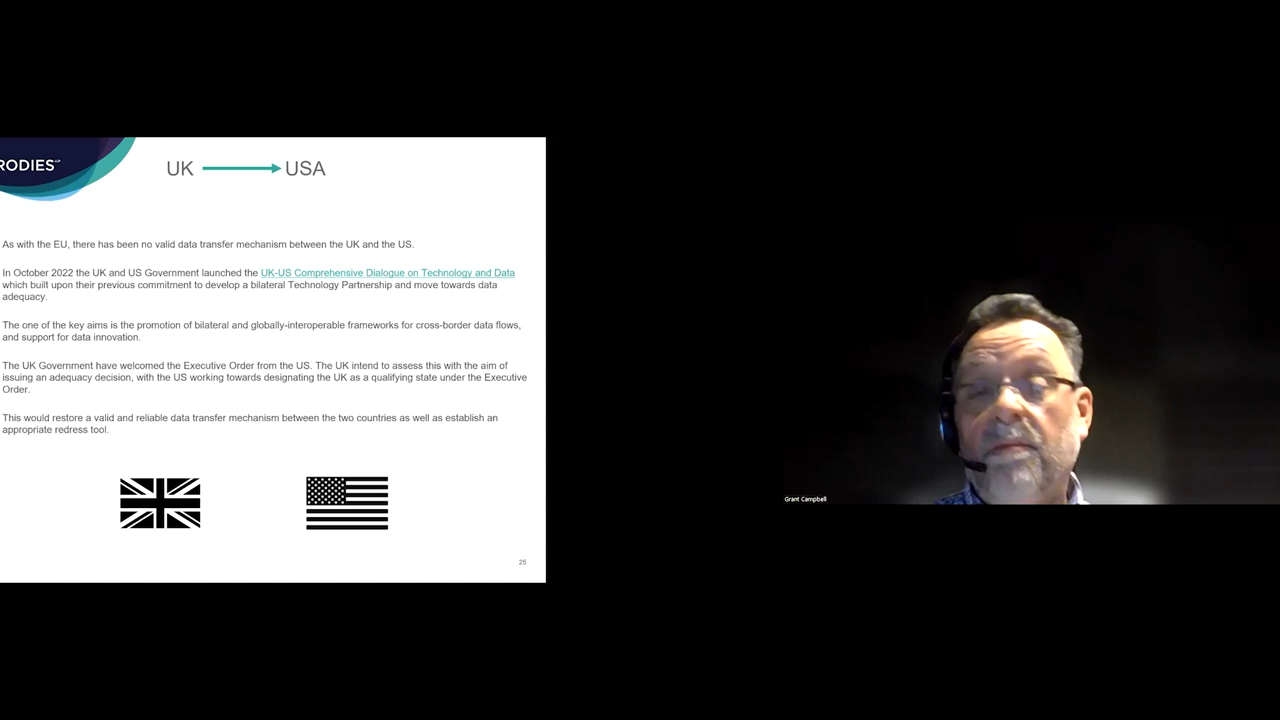 RODIES LLP
UK USA
As with the EU, there has been no valid data transfer mechanism between the UK and the US.
In October 2022 the UK and US Government launched the UK-US Comprehensive Dialogue on Technology and Data
which built upon their previous commitment to develop a bilateral Technology Partnership and move towards data
adequacy.
The one of the key aims is the promotion of bilateral and globally-interoperable frameworks for cross-border data flows,
and support for data innovation.
The UK Government have welcomed the Executive Order from the US. The UK intend to assess this with the aim of
issuing an adequacy decision, with the US working towards designating the UK as a qualifying state under the Executive
Order.
This would restore a valid and reliable data transfer mechanism between the two countries as well as establish an
appropriate redress tool.
25
Grant Campbell